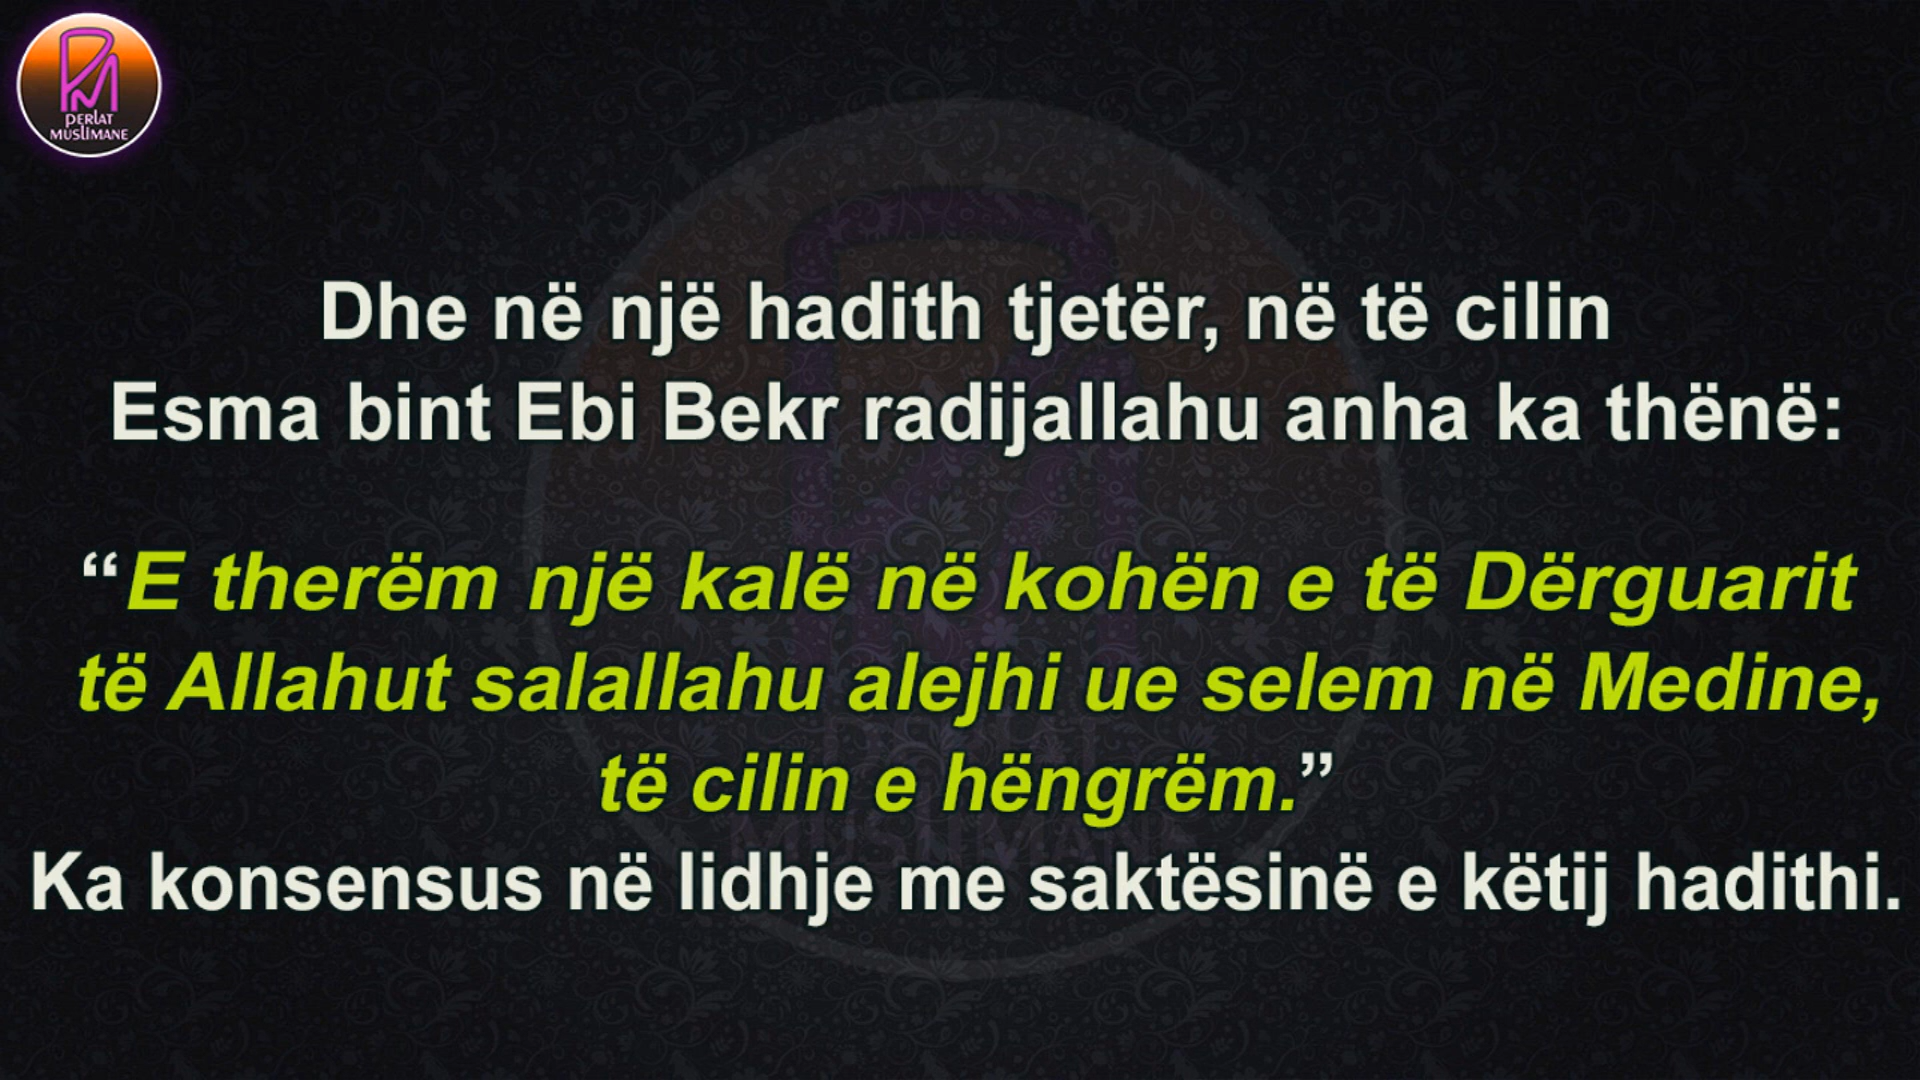 PERLAT
MUSLIMANE
Dhe në një hadith tjetër, në të cilin
Esma bint Ebi Bekr radijallahu anha ka thënë:
“E therëm një kalë në kohën e të Dërguarit
të Allahut salallahu alejhi ue selem në Medine,
të cilin e hëngrëm.”
Ka konsensus në lidhje me saktësinë e këtij hadithi.